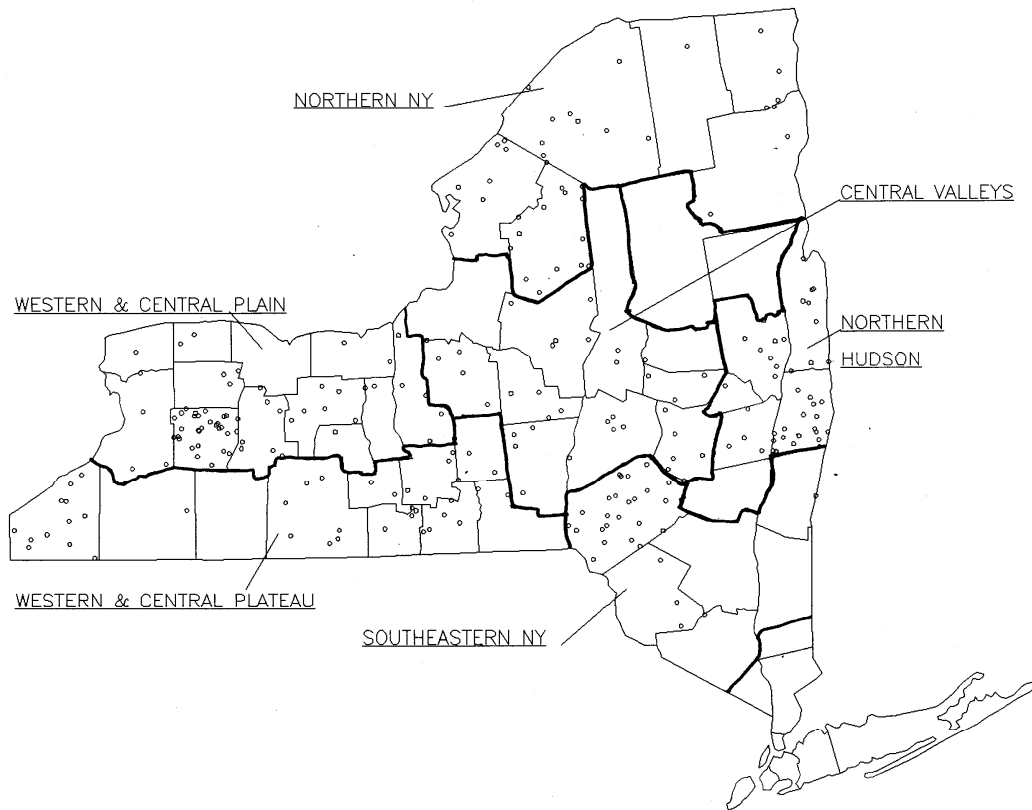 NORTHERN NY
CENTRAL VALLEYS
WESTERN & CENTRAL PLAIN
NORTHERN
HUDSON
WESTERN & CENTRAL PLATEAU
SOUTHEASTERN NY